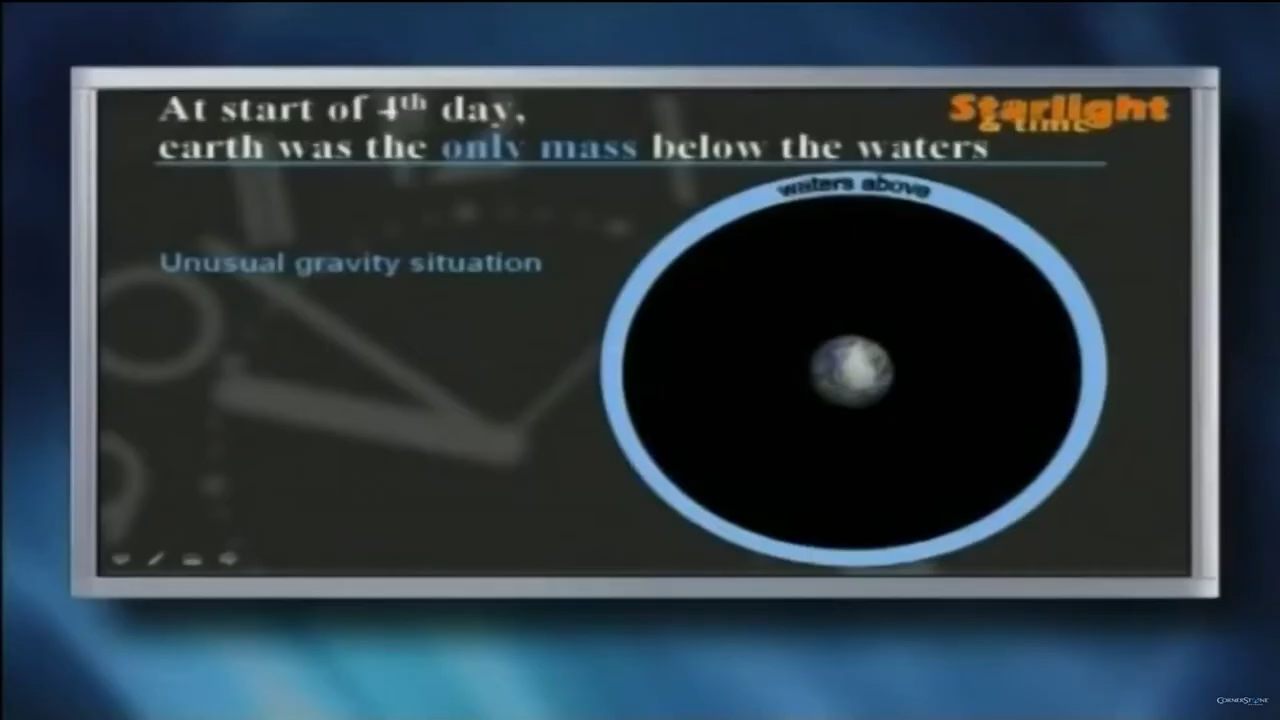 At start of 4th day,
earth was the only mass below the waters
Starlight
& time
waters above
Unusual gravity situation
CORNERSTONE